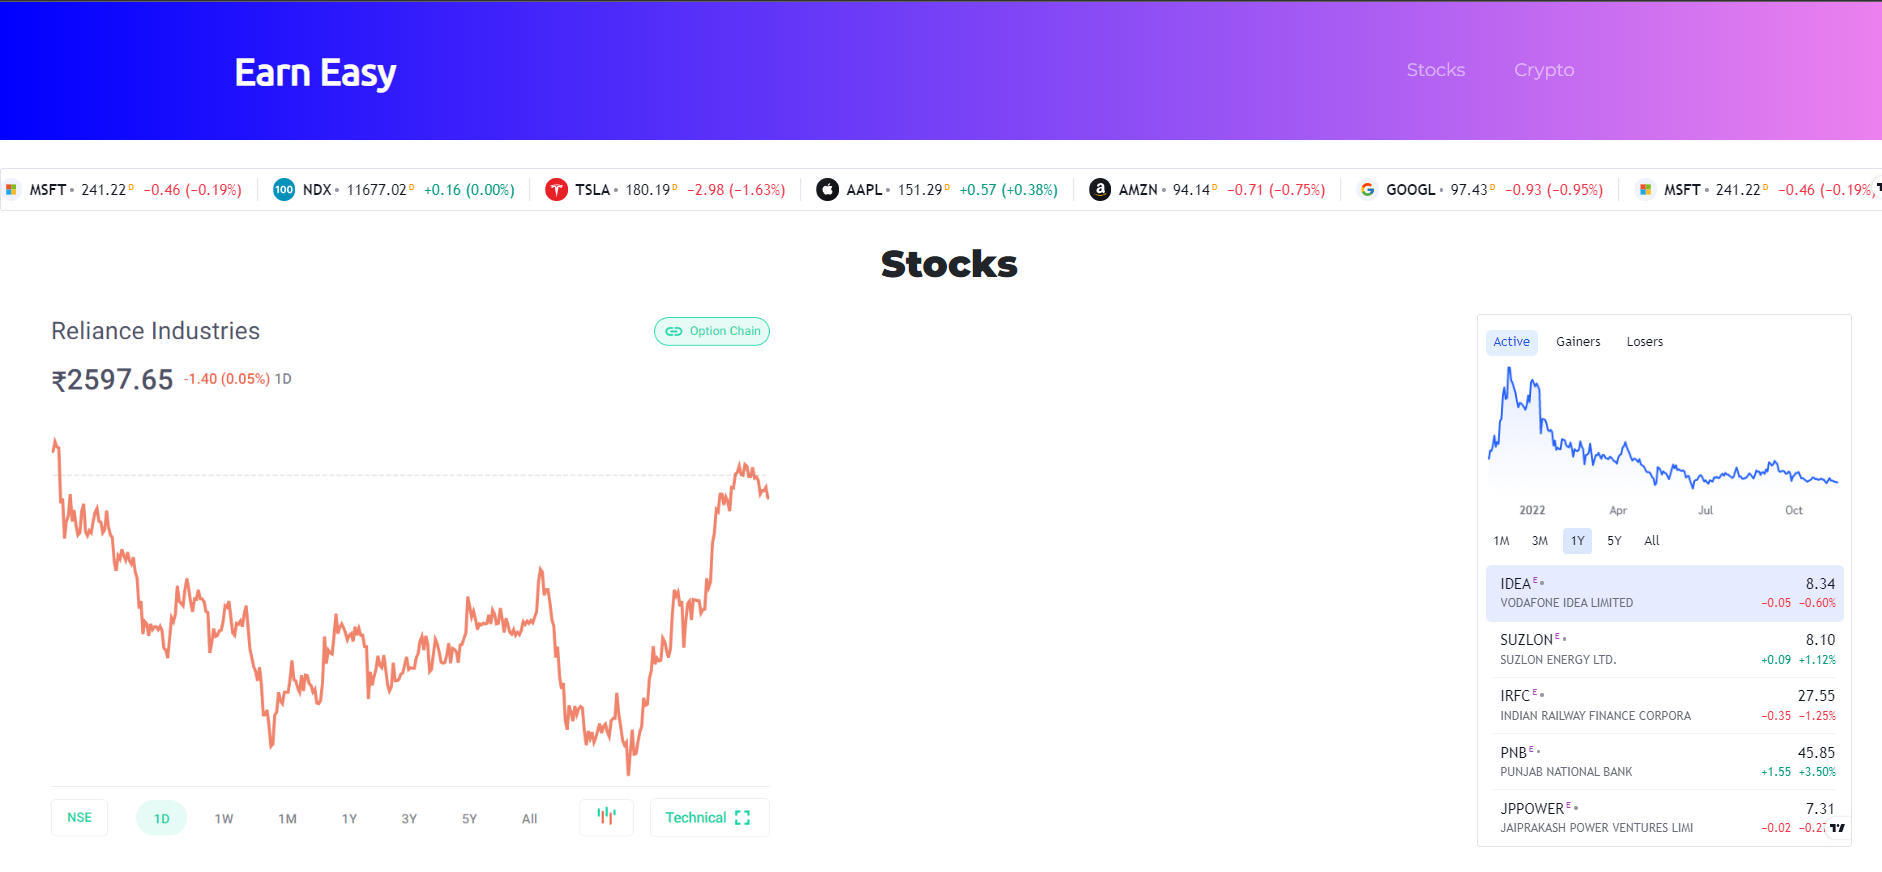 Earn Easy
Stocks Crypto
MSFT • 241.22 D −0.46 (−0.19%) 100 NDX • 11677.02 D +0.16 (0.00%) TSLA • 180.19 D −2.98 (−1.63%) AAPL • 151.29 D +0.57 (+0.38%) AMZN • 94.14 D −0.71 (−0.75%) GOOGL • 97.43 D −0.93 (−0.95%) MSFT • 241.22 D −0.46 (−0.19%
Stocks
Reliance Industries
Option Chain
₹2597.65 -1.40 (0.05%) 1D
NSE 1D 1W 1M 1Y 3Y 5Y All Technical
Active Gainers Losers
2022 Apr Jul Oct
1M 3M 1Y 5Y All
IDEA E • 8.34
VODAFONE IDEA LIMITED −0.05 −0.60%
SUZLON E • 8.10
SUZLON ENERGY LTD. +0.09 +1.12%
IRFC E • 27.55
INDIAN RAILWAY FINANCE CORPORA −0.35 −1.25%
PNB E • 45.85
PUNJAB NATIONAL BANK +1.55 +3.50%
JPPOWER E • 7.31
JAIPRAKASH POWER VENTURES LIMI −0.02